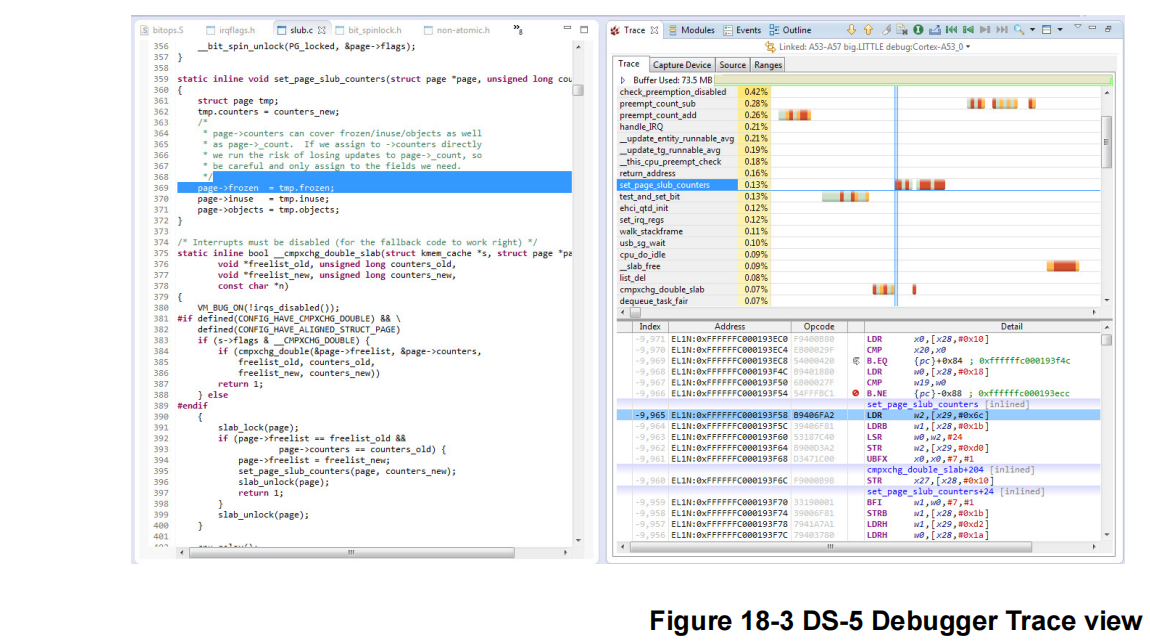 bitops.S irqflags.h slub.c bit_spinlock.h non-atomic.h »8
356 __bit_spin_unlock(PG_locked, &page->flags);
357 }
358
359 static inline void set_page_slub_counters(struct page *page, unsigned long cou
360 {
361 struct page tmp;
362 tmp.counters = counters_new;
363 /*
364 * page->counters can cover frozen/inuse/objects as well
365 * as page->_count. If we assign to ->counters directly
366 * we run the risk of losing updates to page->_count, so
367 * be careful and only assign to the fields we need.
368 */
369 page->frozen = tmp.frozen;
370 page->inuse = tmp.inuse;
371 page->objects = tmp.objects;
372 }
373
374 /* Interrupts must be disabled (for the fallback code to work right) */
375 static inline bool __cmpxchg_double_slab(struct kmem_cache *s, struct page *pa
376 void *freelist_old, unsigned long counters_old,
377 void *freelist_new, unsigned long counters_new,
378 const char *n)
379 {
380 VM_BUG_ON(!irqs_disabled());
381 #if defined(CONFIG_HAVE_CMPXCHG_DOUBLE) && \
382 defined(CONFIG_HAVE_ALIGNED_STRUCT_PAGE)
383 if (s->flags & __CMPXCHG_DOUBLE) {
384 if (cmpxchg_double(&page->freelist, &page->counters,
385 freelist_old, counters_old,
386 freelist_new, counters_new))
387 return 1;
388 } else
389 #endif
390 {
391 slab_lock(page);
392 if (page->freelist == freelist_old &&
393 page->counters == counters_old) {
394 page->freelist = freelist_new;
395 set_page_slub_counters(page, counters_new);
396 slab_unlock(page);
397 return 1;
398 }
399 slab_unlock(page);
400 }
401
Trace Modules Events Outline
Linked: A53-A57 big.LITTLE debug:Cortex-A53_0
Trace Capture Device Source Ranges
Buffer Used: 73.5 MB
check_preemption_disabled 0.42%
preempt_count_sub 0.28%
preempt_count_add 0.26%
handle_IRQ 0.21%
__update_entity_runnable_avg 0.21%
__update_tg_runnable_avg 0.19%
__this_cpu_preempt_check 0.18%
return_address 0.16%
set_page_slub_counters 0.13%
test_and_set_bit 0.13%
ehci_qtd_init 0.12%
set_irq_regs 0.12%
walk_stackframe 0.11%
usb_sg_wait 0.10%
cpu_do_idle 0.09%
__slab_free 0.09%
list_del 0.08%
cmpxchg_double_slab 0.07%
dequeue_task_fair 0.07%
Index Address Opcode Detail
-9,971 EL1N:0xFFFFFFC000193EC0 F9400880 LDR x0,[x28,#0x10]
-9,970 EL1N:0xFFFFFFC000193EC4 EB00029F CMP x20,x0
-9,969 EL1N:0xFFFFFFC000193EC8 54000420 B.EQ {pc}+0x84 ; 0xffffffc000193f4c
-9,968 EL1N:0xFFFFFFC000193F4C B9401880 LDR w0,[x28,#0x18]
-9,967 EL1N:0xFFFFFFC000193F50 6B00027F CMP w19,w0
-9,966 EL1N:0xFFFFFFC000193F54 54FFFBC1 B.NE {pc}-0x88 ; 0xffffffc000193ecc
set_page_slub_counters [inlined]
-9,965 EL1N:0xFFFFFFC000193F58 B9406FA2 LDR w2,[x29,#0x6c]
-9,964 EL1N:0xFFFFFFC000193F5C 39406F81 LDRB w1,[x28,#0x1b]
-9,963 EL1N:0xFFFFFFC000193F60 53187C40 LSR w0,w2,#24
-9,962 EL1N:0xFFFFFFC000193F64 B900D3A2 STR w2,[x29,#0xd0]
-9,961 EL1N:0xFFFFFFC000193F68 D3471C00 UBFX x0,x0,#7,#1
cmpxchg_double_slab+204 [inlined]
-9,960 EL1N:0xFFFFFFC000193F6C F9000898 STR x27,[x28,#0x10]
set_page_slub_counters+24 [inlined]
-9,959 EL1N:0xFFFFFFC000193F70 33190001 BFI w1,w0,#7,#1
-9,958 EL1N:0xFFFFFFC000193F74 39006F81 STRB w1,[x28,#0x1b]
-9,957 EL1N:0xFFFFFFC000193F78 7941A7A1 LDRH w1,[x29,#0xd2]
-9,956 EL1N:0xFFFFFFC000193F7C 79403780 LDRH w0,[x28,#0x1a]
Figure 18-3 DS-5 Debugger Trace view